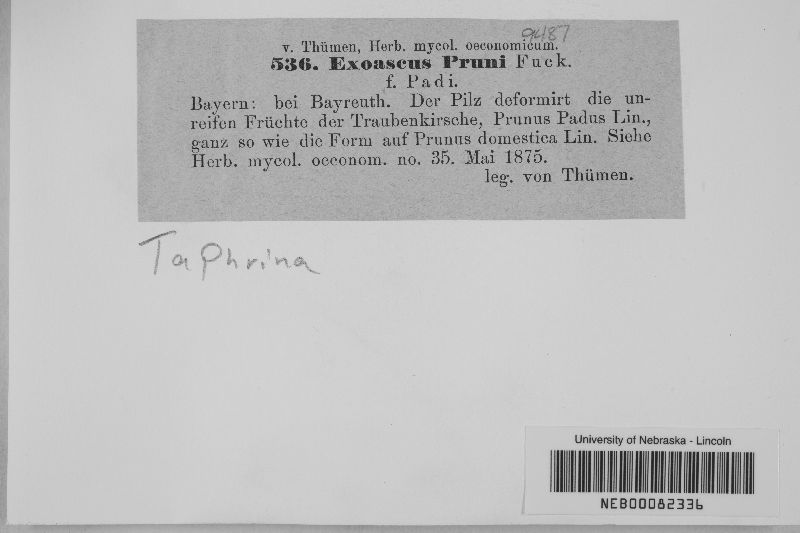 9487
v. Thümen, Herb. mycol. oeconomicum.
536. Exoascus Pruni Fuck.
f. Padi.
Bayern: bei Bayreuth. Der Pilz deformirt die un-
reifen Früchte der Traubenkirsche, Prunus Padus Lin.,
ganz so wie die Form auf Prunus domestica Lin. Siehe
Herb. mycol. oeconom. no. 35. Mai 1875.
leg. von Thümen.
Taphrina
University of Nebraska - Lincoln
NEB00082336